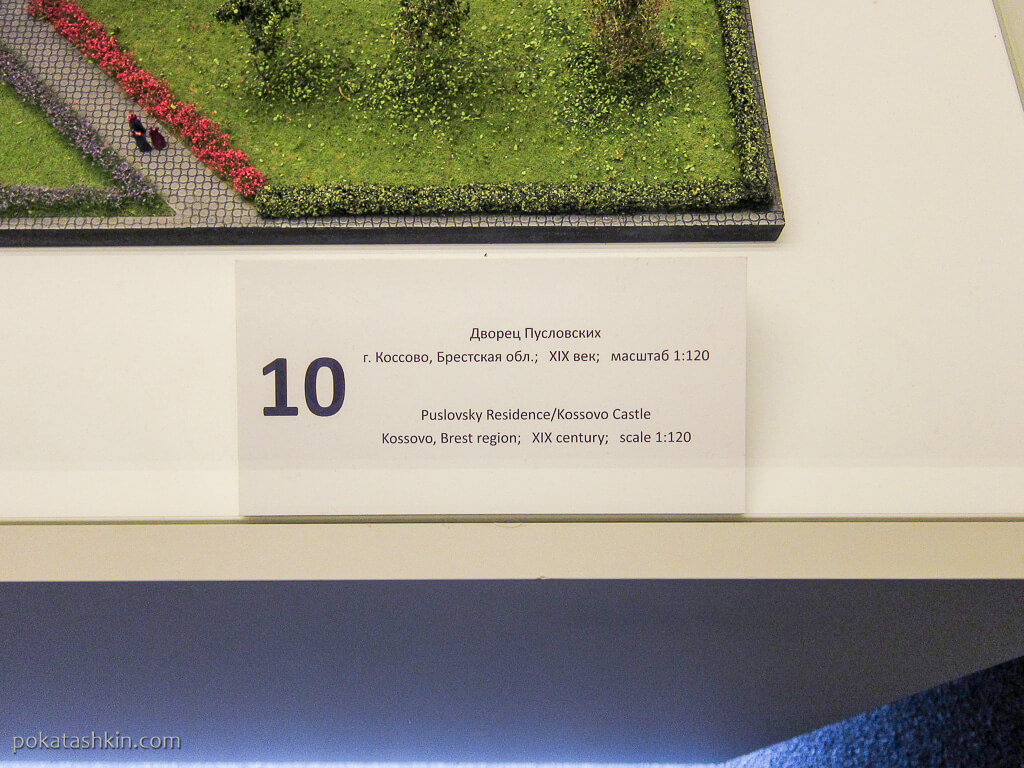 10
Дворец Пусловских
г. Коссово, Брестская обл.; XIX век; масштаб 1:120
Puslovsky Residence/Kossovo Castle
Kossovo, Brest region; XIX century; scale 1:120
pokatashkin.com